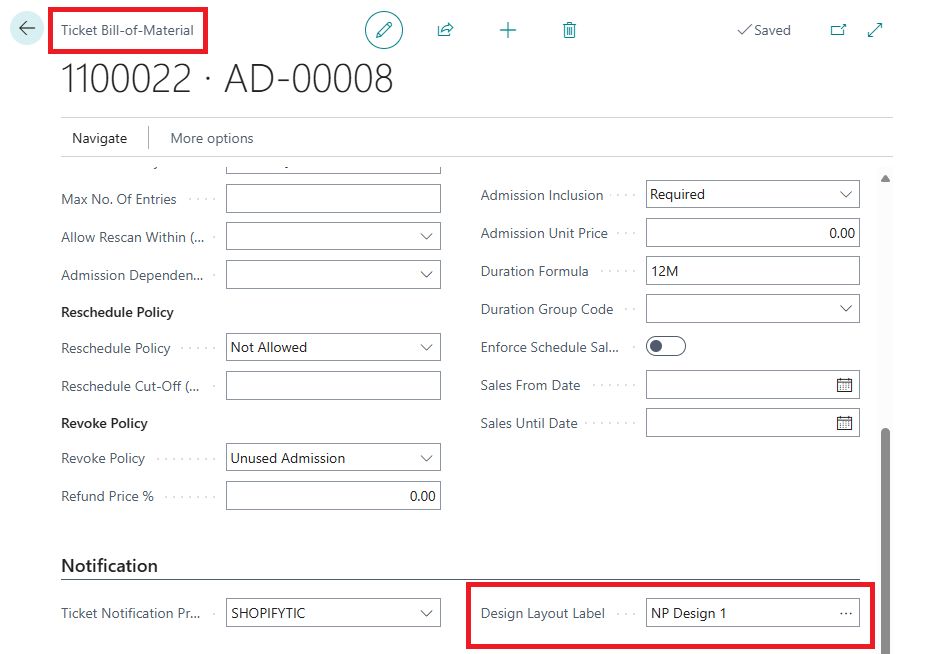 Ticket Bill-of-Material
Saved
1100022 · AD-00008
Navigate
More options
Max No. Of Entries
Allow Rescan Within (...
Admission Dependen...
Reschedule Policy
Reschedule Policy Not Allowed
Reschedule Cut-Off (...
Revoke Policy
Revoke Policy Unused Admission
Refund Price % 0.00
Admission Inclusion Required
Admission Unit Price 0.00
Duration Formula 12M
Duration Group Code
Enforce Schedule Sal...
Sales From Date
Sales Until Date
Notification
Ticket Notification Pr... SHOPIFYTIC
Design Layout Label NP Design 1 ...